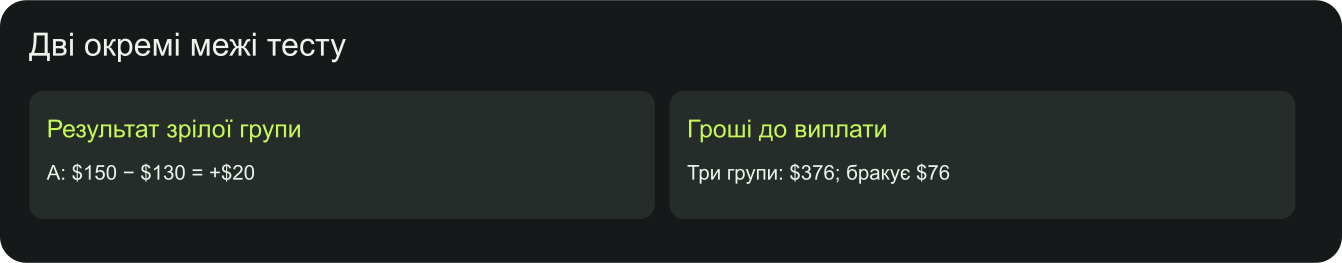 Дві окремі межі тесту
Результат зрілої групи
А: $150 − $130 = +$20
Гроші до виплати
Три групи: $376; бракує $76